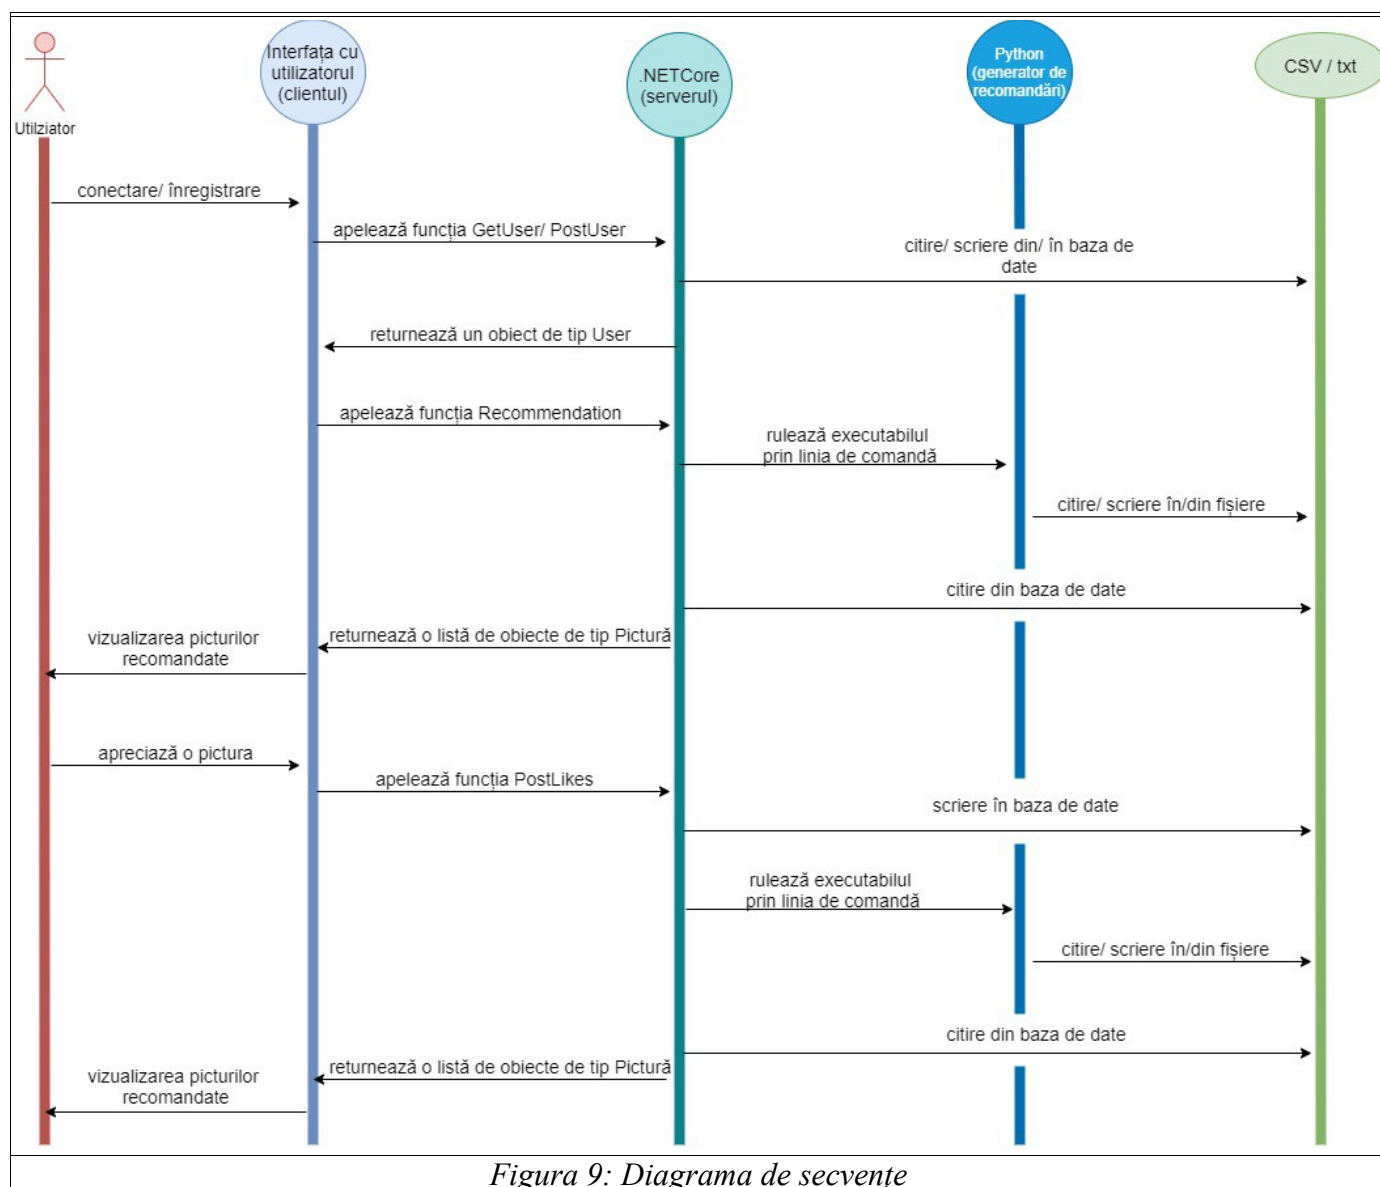 Interfața cu
utilizatorul
(clientul)
.NETCore
(serverul)
Python
(generator de
recomandări)
CSV / txt
Utilziator
conectare/ înregistrare
apelează funcția GetUser/ PostUser
citire/ scriere din/ în baza de
date
returnează un obiect de tip User
apelează funcția Recommendation
rulează executabilul
prin linia de comandă
citire/ scriere în/din fișiere
citire din baza de date
returnează o listă de obiecte de tip Pictură
vizualizarea picturilor
recomandate
apreciază o pictura
apelează funcția PostLikes
scriere în baza de date
rulează executabilul
prin linia de comandă
citire/ scriere în/din fișiere
citire din baza de date
returnează o listă de obiecte de tip Pictură
vizualizarea picturilor
recomandate
Figura 9: Diagrama de secvențe